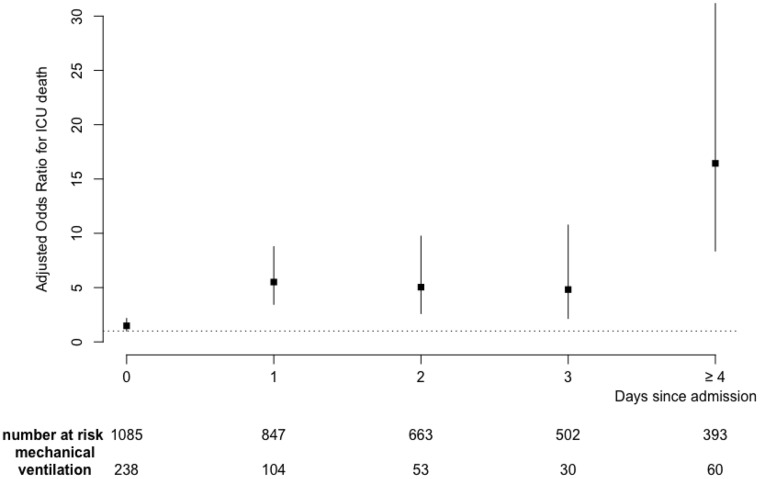 30
25
20
15
10
5
0
Adjusted Odds Ratio for ICU death
0 1 2 3 ≥ 4
Days since admission
number at risk 1085 847 663 502 393
mechanical
ventilation 238 104 53 30 60